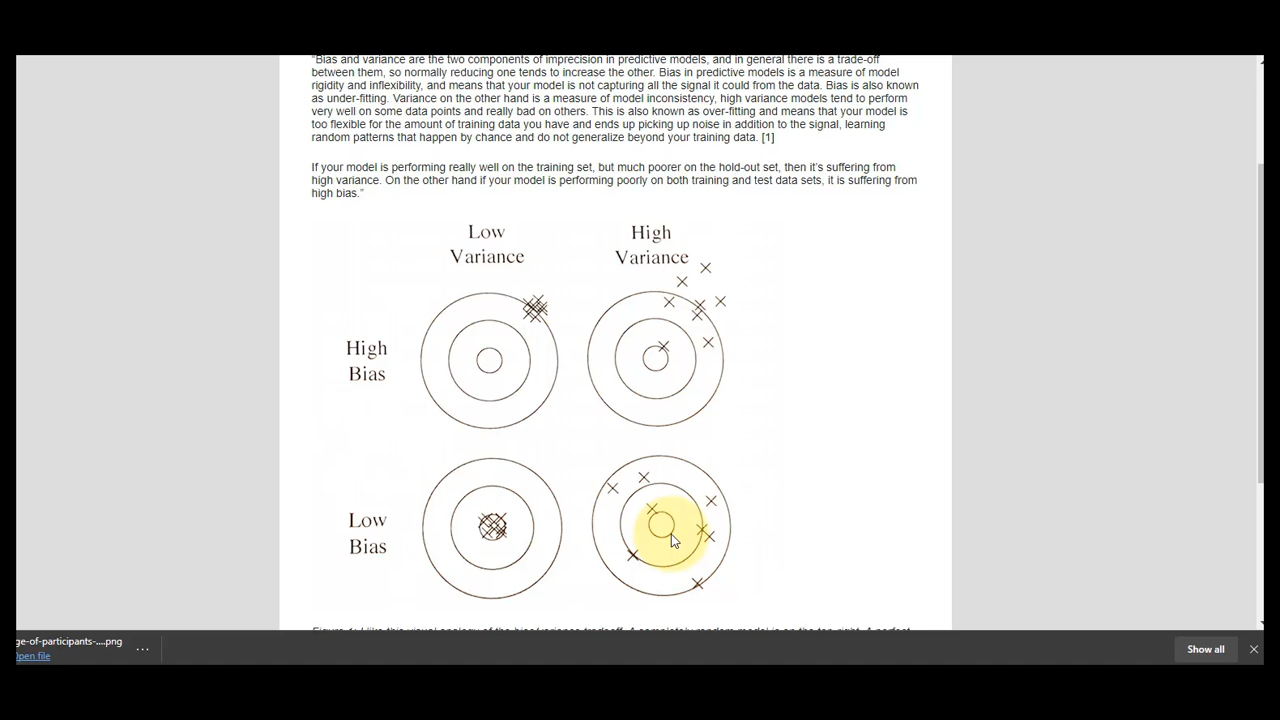 "Bias and variance are the two components of imprecision in predictive models, and in general there is a trade-off
between them, so normally reducing one tends to increase the other. Bias in predictive models is a measure of model
rigidity and inflexibility, and means that your model is not capturing all the signal it could from the data. Bias is also known
as under-fitting. Variance on the other hand is a measure of model inconsistency, high variance models tend to perform
very well on some data points and really bad on others. This is also known as over-fitting and means that your model is
too flexible for the amount of training data you have and ends up picking up noise in addition to the signal, learning
random patterns that happen by chance and do not generalize beyond your training data. [1]
If your model is performing really well on the training set, but much poorer on the hold-out set, then it's suffering from
high variance. On the other hand if your model is performing poorly on both training and test data sets, it is suffering from
high bias."
Low
Variance
High
Variance
High
Bias
Low
Bias
ge-of-participants-....png
Open file
...
Show all